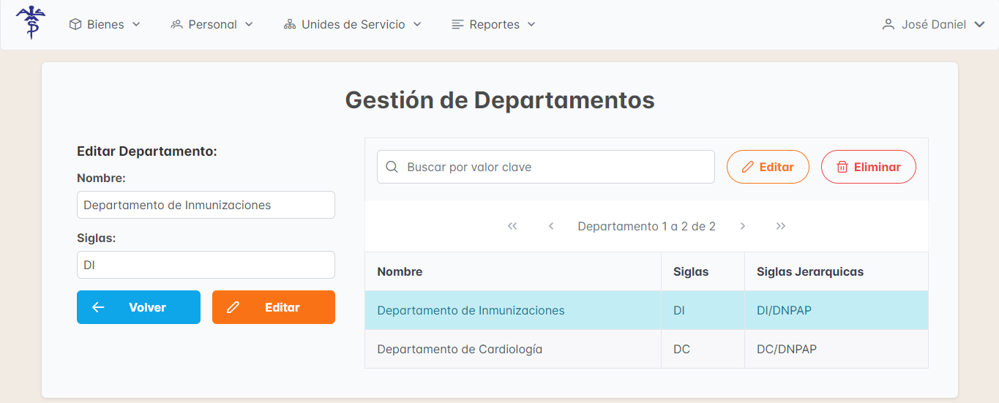 Bienes Personal Unides de Servicio Reportes José Daniel
Gestión de Departamentos
Editar Departamento:
Nombre:
Departamento de Inmunizaciones
Siglas:
DI
Volver Editar
Buscar por valor clave Editar Eliminar
Departamento 1 a 2 de 2
Nombre Siglas Siglas Jerarquicas
Departamento de Inmunizaciones DI DI/DNPAP
Departamento de Cardiología DC DC/DNPAP